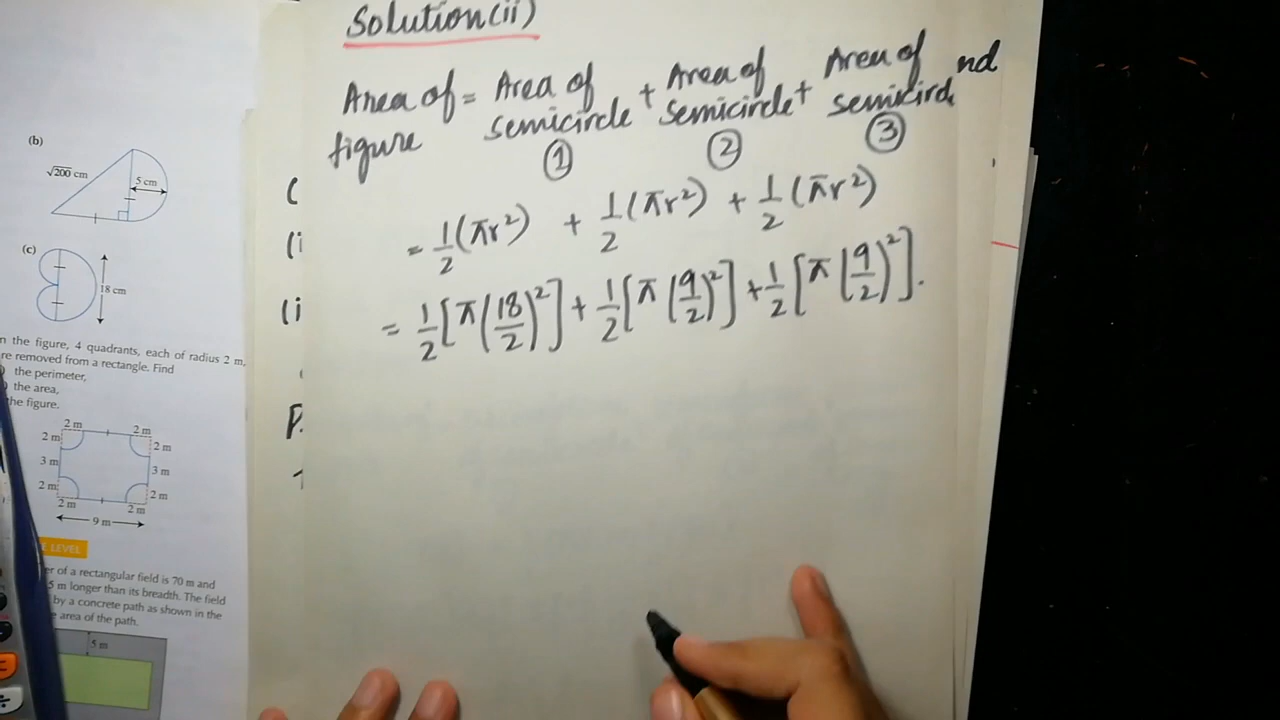 (b)
√200 cm
5 cm
(c)
18 cm
n the figure, 4 quadrants, each of radius 2 m,
re removed from a rectangle. Find
the perimeter,
the area,
the figure.
2 m 2 m
2 m 2 m
3 m 3 m
2 m 2 m
2 m 2 m
9 m
E LEVEL
er of a rectangular field is 70 m and
5 m longer than its breadth. The field
by a concrete path as shown in the
e area of the path.
5 m
(
(i
(i
P.
Solution(ii)
Area of = Area of + Area of + Area of nd
figure semicircle semicircle semicircle
① ② ③
= 1/2 (πr²) + 1/2 (πr²) + 1/2 (πr²)
= 1/2 [π(18/2)²] + 1/2 [π(9/2)²] + 1/2 [π(9/2)²].